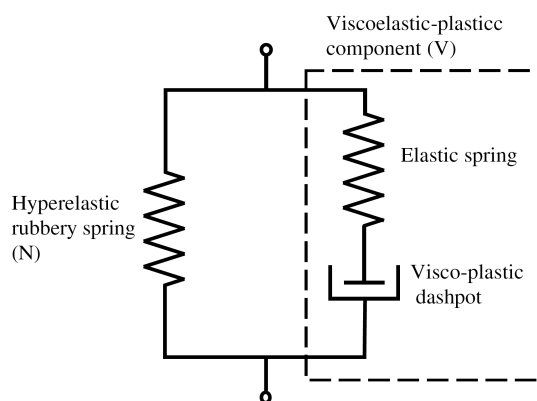 Viscoelastic-plasticc
component (V)
Elastic spring
Hyperelastic
rubbery spring
(N)
Visco-plastic
dashpot